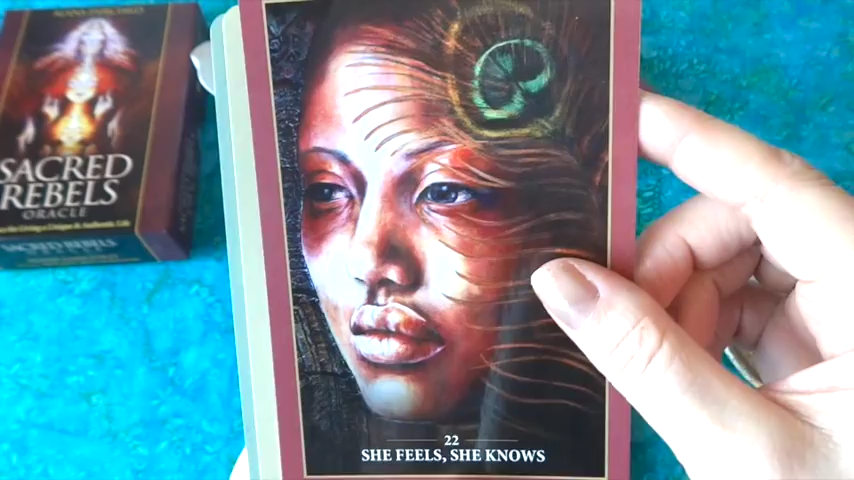 SACRED
REBELS
ORACLE
SACRED REBELS
22
SHE FEELS, SHE KNOWS